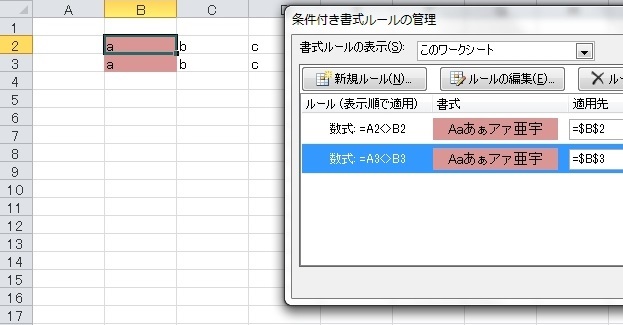 条件付き書式ルールの管理
書式ルールの表示(S): このワークシート
新規ルール(N)... ルールの編集(E)... ル
ルール (表示順で適用) 書式 適用先
数式: =A2<>B2 Aaあぁアァ亜宇 =$B$2
数式: =A3<>B3 Aaあぁアァ亜宇 =$B$3
A B C
1
2 a b c
3 a b c
4
5
6
7
8
9
10
11
12
13
14
15
16
17